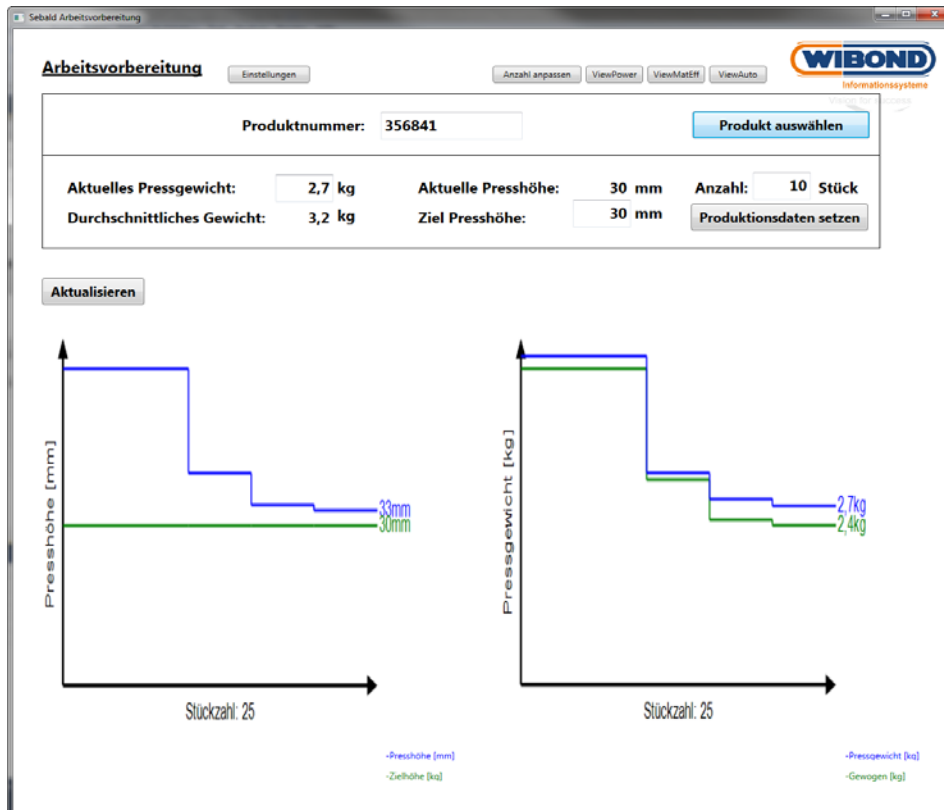 Sebald Arbeitsvorbereitung
Arbeitsvorbereitung
Einstellungen
Anzahl anpassen
ViewPower
ViewMatEff
ViewAuto
WIBOND
Informationssysteme
Vision for success
Produktnummer: 356841
Produkt auswählen
Aktuelles Pressgewicht: 2,7 kg
Aktuelle Presshöhe: 30 mm
Anzahl: 10 Stück
Durchschnittliches Gewicht: 3,2 kg
Ziel Presshöhe: 30 mm
Produktionsdaten setzen
Aktualisieren
Presshöhe [mm]
33mm
30mm
Stückzahl: 25
-Presshöhe [mm]
-Zielhöhe [kg]
Pressgewicht [kg]
2,7kg
2,4kg
Stückzahl: 25
-Pressgewicht [kg]
-Gewogen [kg]